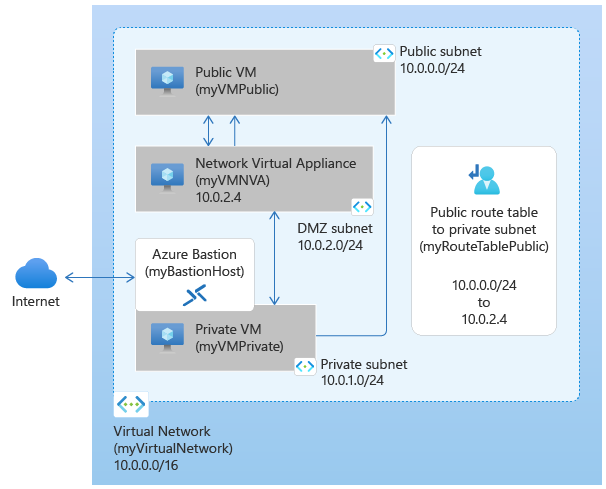 Public subnet
10.0.0.0/24
Public VM
(myVMPublic)
Network Virtual Appliance
(myVMNVA)
10.0.2.4
DMZ subnet
10.0.2.0/24
Public route table
to private subnet
(myRouteTablePublic)
10.0.0.0/24
to
10.0.2.4
Azure Bastion
(myBastionHost)
Internet
Private VM
(myVMPrivate)
Private subnet
10.0.1.0/24
Virtual Network
(myVirtualNetwork)
10.0.0.0/16